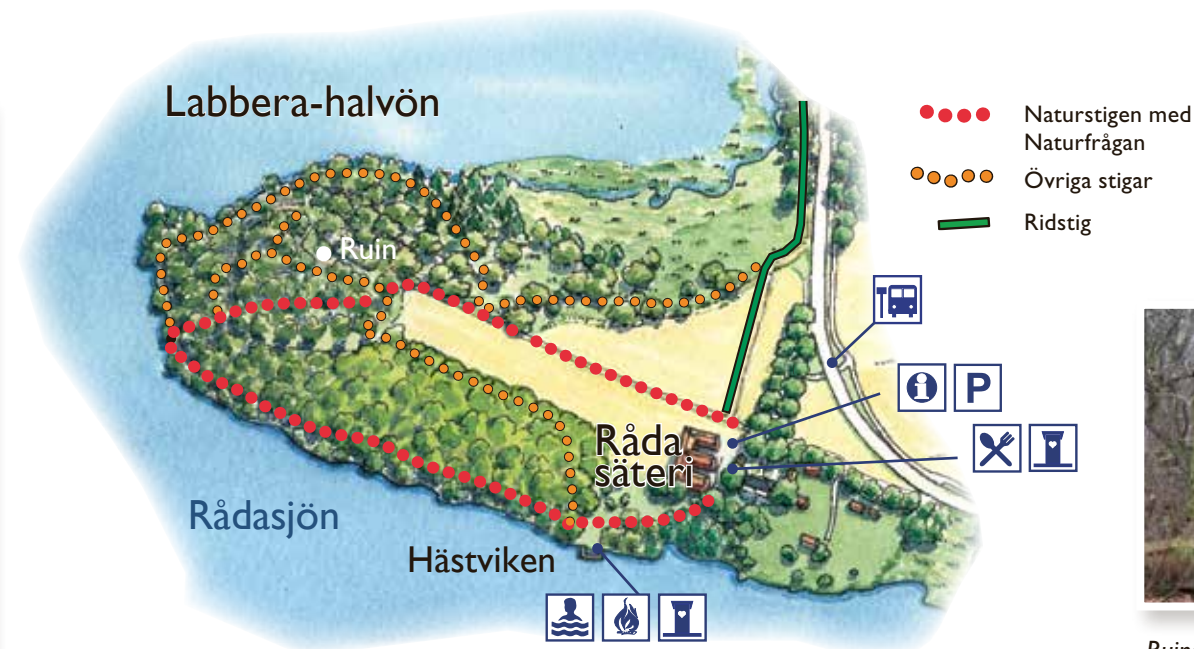 Labbera-halvön
Naturstigen med
Naturfrågan
Övriga stigar
Ridstig
Ruin
i P
Råda
säteri
Rådasjön
Hästviken